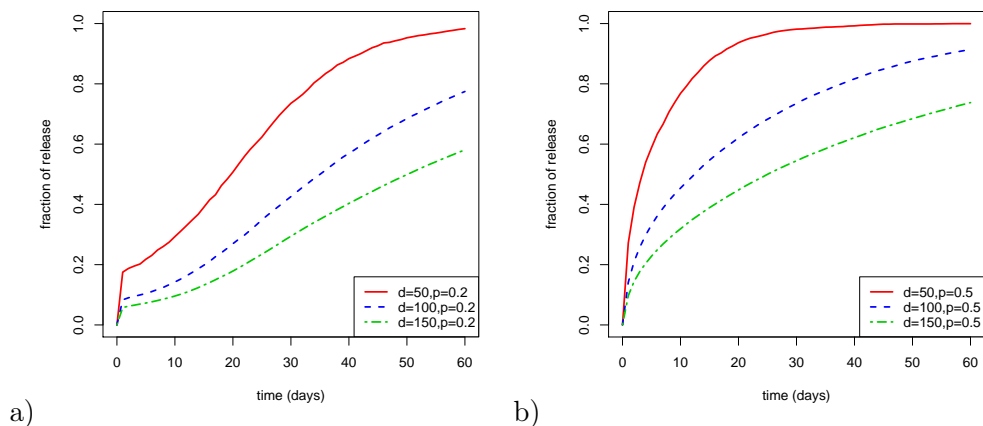 fraction of release
1.0
0.8
0.6
0.4
0.2
0.0
0 10 20 30 40 50 60
time (days)
d=50,p=0.2
d=100,p=0.2
d=150,p=0.2
a)
fraction of release
1.0
0.8
0.6
0.4
0.2
0.0
0 10 20 30 40 50 60
time (days)
d=50,p=0.5
d=100,p=0.5
d=150,p=0.5
b)